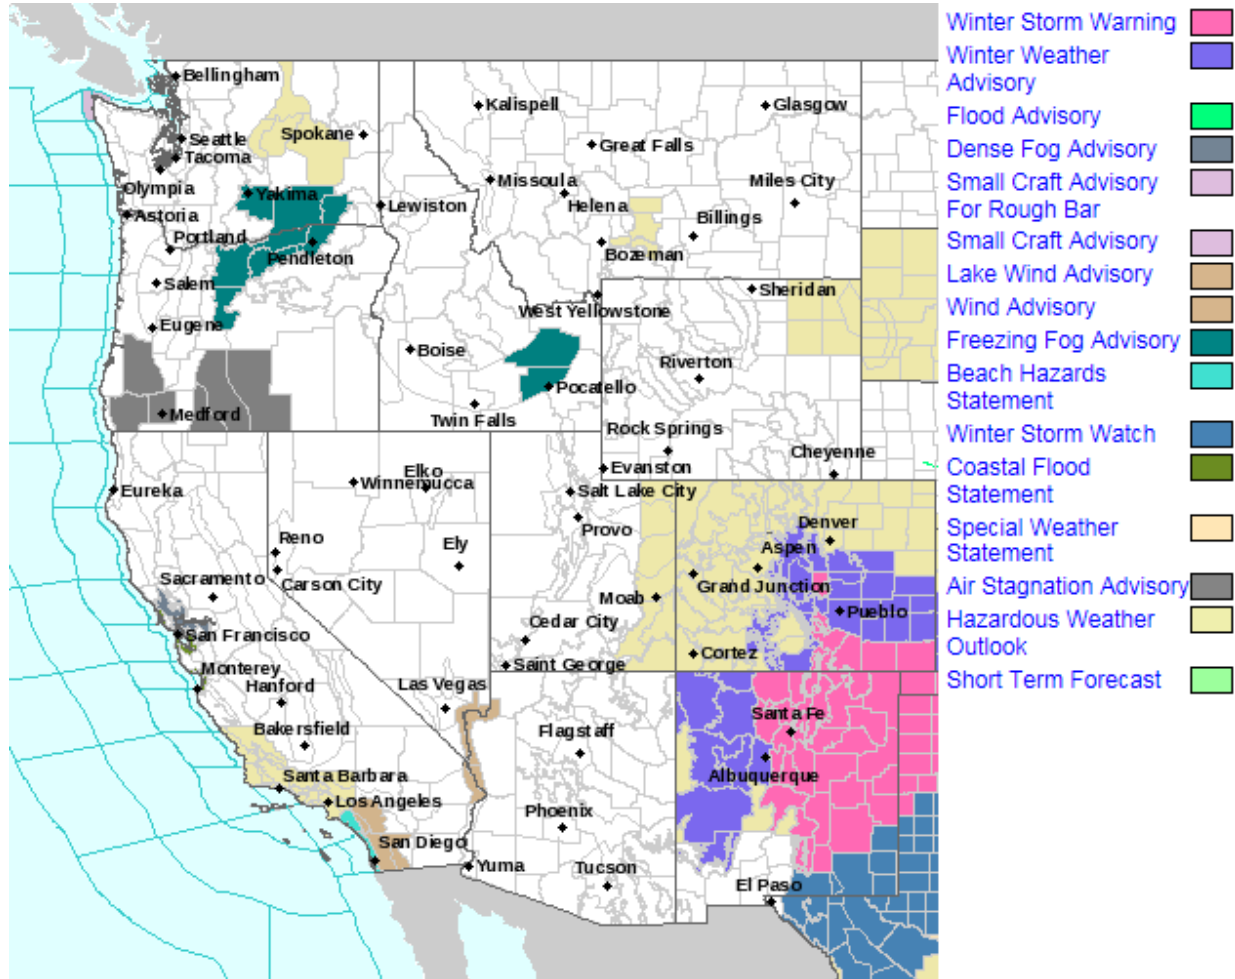 Bellingham
Seattle
Tacoma
Olympia
Spokane
Yakima
Astoria
Portland
Pendleton
Lewiston
Salem
Eugene
Medford
Kalispell
Glasgow
Great Falls
Missoula
Helena
Miles City
Billings
Bozeman
West Yellowstone
Sheridan
Boise
Pocatello
Twin Falls
Riverton
Rock Springs
Cheyenne
Evanston
Eureka
Elko
Winnemucca
Salt Lake City
Provo
Reno
Carson City
Ely
Denver
Aspen
Grand Junction
Pueblo
Moab
Cortez
Sacramento
San Francisco
Monterey
Hanford
Bakersfield
Cedar City
Saint George
Las Vegas
Flagstaff
Santa Fe
Albuquerque
Santa Barbara
Los Angeles
San Diego
Phoenix
Yuma
Tucson
El Paso
Winter Storm Warning
Winter Weather
Advisory
Flood Advisory
Dense Fog Advisory
Small Craft Advisory
For Rough Bar
Small Craft Advisory
Lake Wind Advisory
Wind Advisory
Freezing Fog Advisory
Beach Hazards
Statement
Winter Storm Watch
Coastal Flood
Statement
Special Weather
Statement
Air Stagnation Advisory
Hazardous Weather
Outlook
Short Term Forecast